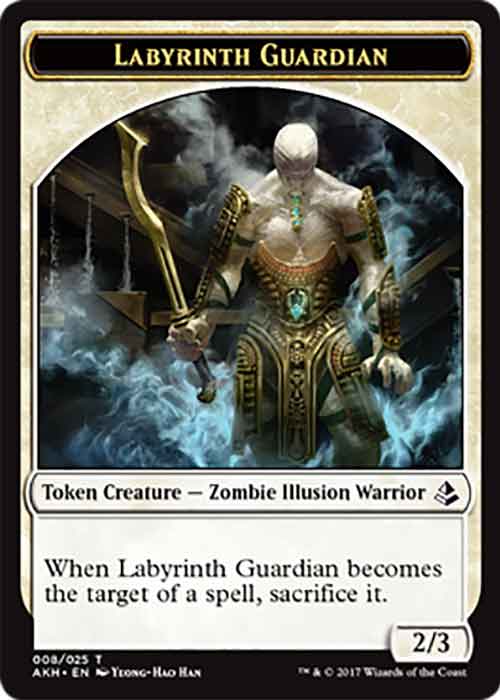 LABYRINTH GUARDIAN
Token Creature — Zombie Illusion Warrior
When Labyrinth Guardian becomes
the target of a spell, sacrifice it.
2/3
008/025 T
AKH • EN YEONG-HAO HAN
™ & © 2017 Wizards of the Coast